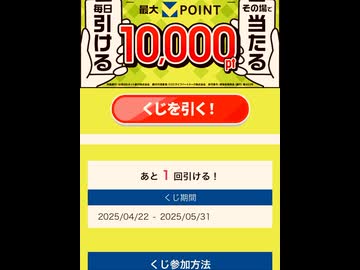 毎日引ける
最大 V POINT
その場で当たる
10,000pt
くじを引く!
あと1回引ける!
くじ期間
2025/04/22 - 2025/05/31
くじ参加方法